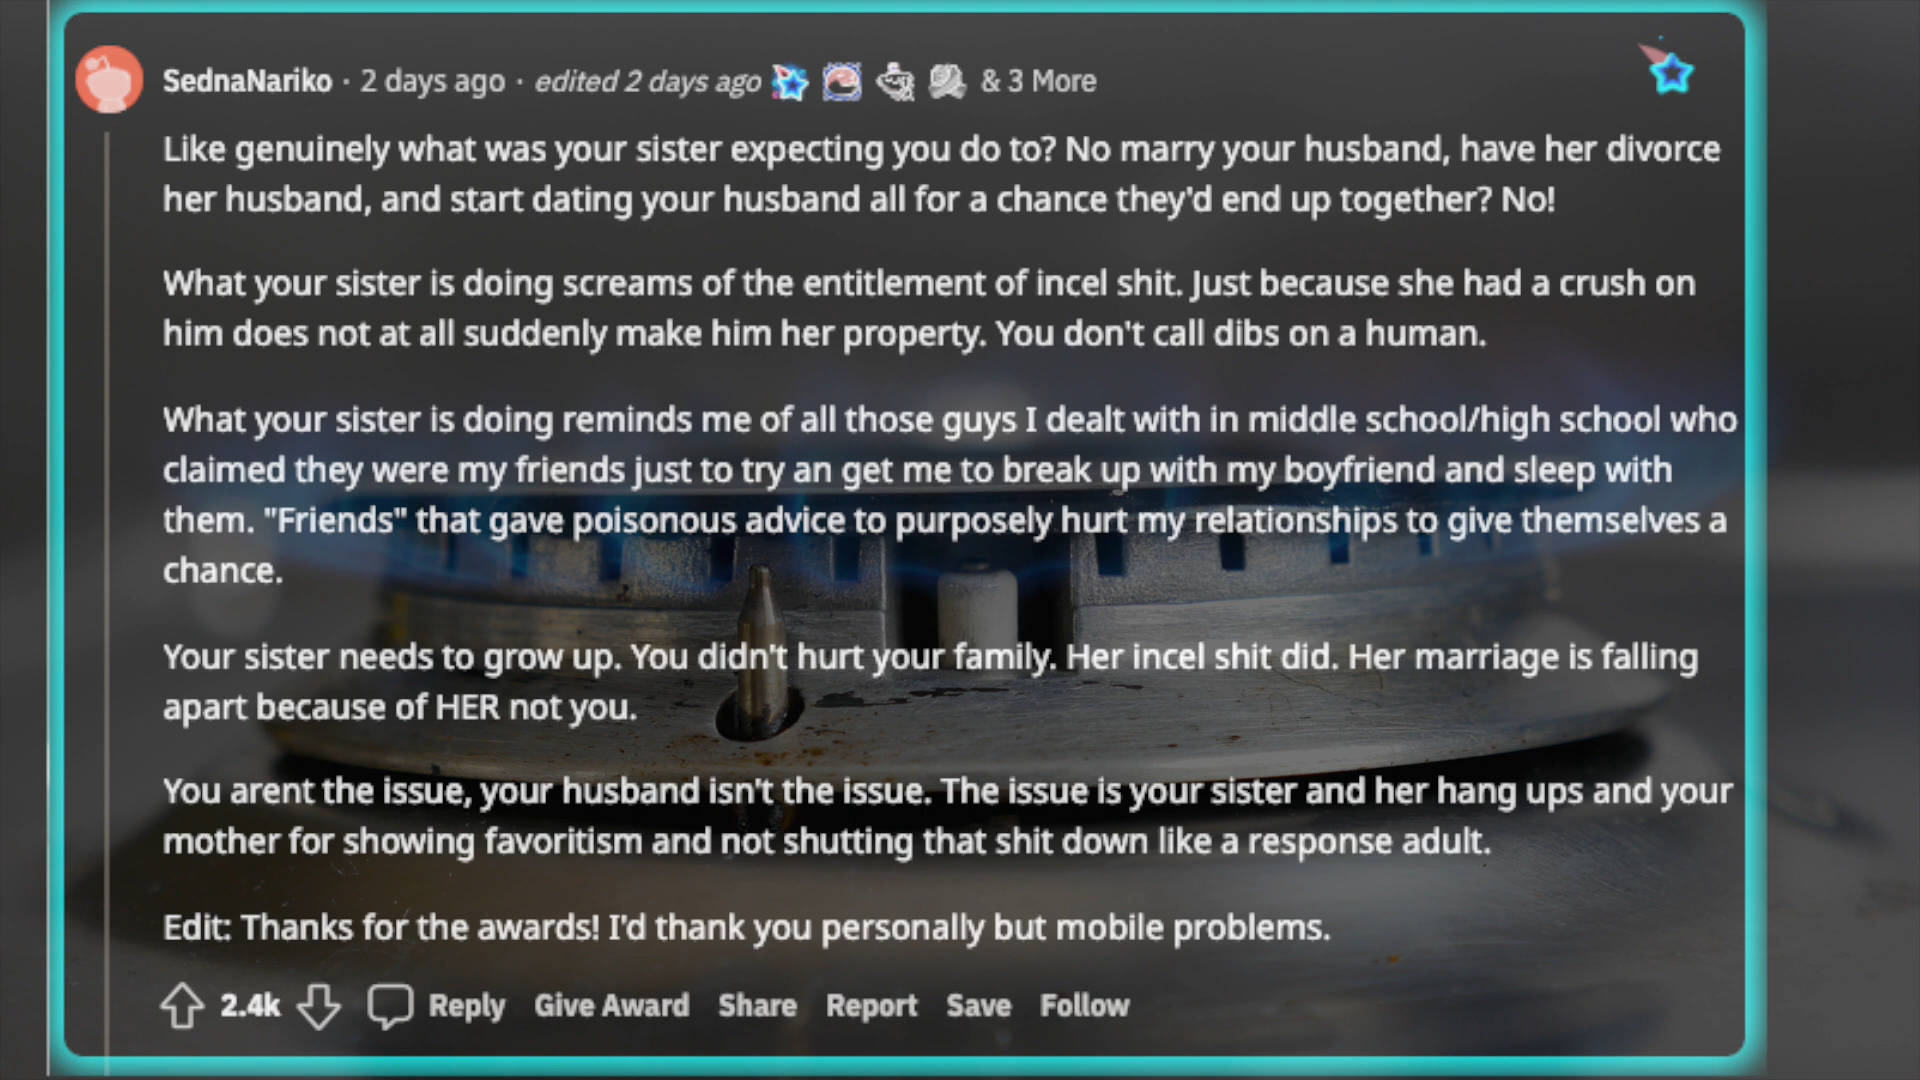 SednaNariko · 2 days ago · edited 2 days ago & 3 More
Like genuinely what was your sister expecting you do to? No marry your husband, have her divorce
her husband, and start dating your husband all for a chance they'd end up together? No!
What your sister is doing screams of the entitlement of incel shit. Just because she had a crush on
him does not at all suddenly make him her property. You don't call dibs on a human.
What your sister is doing reminds me of all those guys I dealt with in middle school/high school who
claimed they were my friends just to try an get me to break up with my boyfriend and sleep with
them. "Friends" that gave poisonous advice to purposely hurt my relationships to give themselves a
chance.
Your sister needs to grow up. You didn't hurt your family. Her incel shit did. Her marriage is falling
apart because of HER not you.
You arent the issue, your husband isn't the issue. The issue is your sister and her hang ups and your
mother for showing favoritism and not shutting that shit down like a response adult.
Edit: Thanks for the awards! I'd thank you personally but mobile problems.
2.4k Reply Give Award Share Report Save Follow